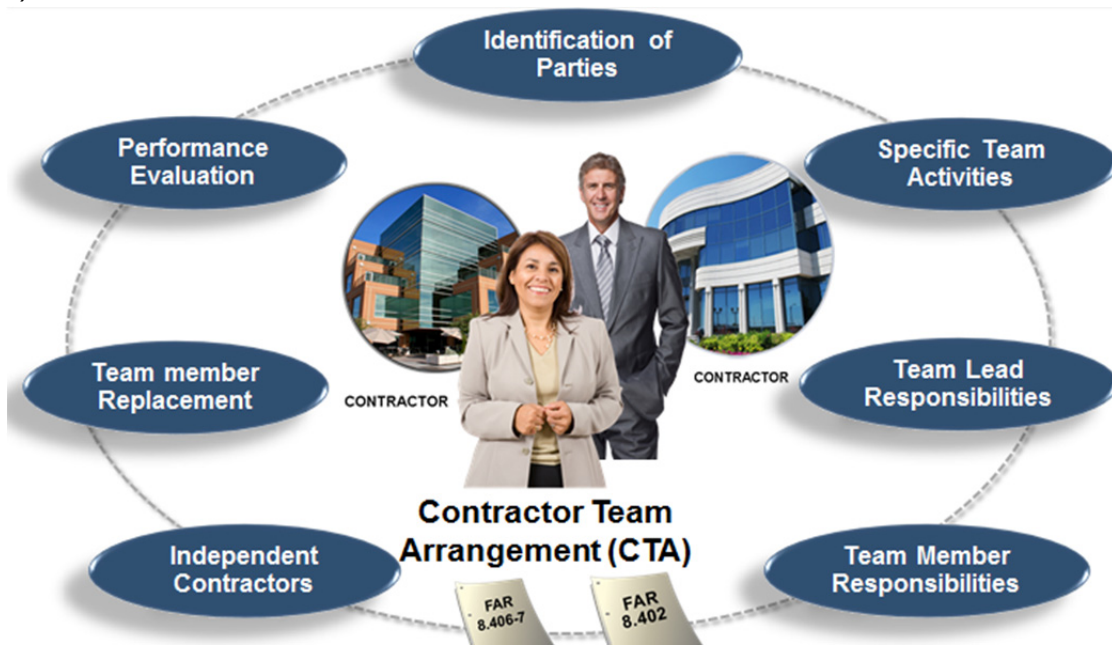 Identification of
Parties
Performance
Evaluation
Specific Team
Activities
Team member
Replacement
CONTRACTOR
CONTRACTOR
Team Lead
Responsibilities
Contractor Team
Arrangement (CTA)
Independent
Contractors
Team Member
Responsibilities
FAR
8.406-7
FAR
8.402